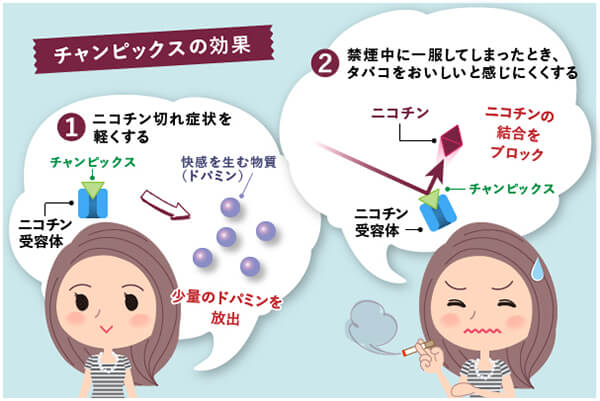 チャンピックスの効果
1
ニコチン切れ症状を
軽くする
チャンピックス
ニコチン
受容体
快感を生む物質
（ドパミン）
少量のドパミンを
放出
2
禁煙中に一服してしまったとき、
タバコをおいしいと感じにくくする
ニコチン
ニコチンの
結合を
ブロック
チャンピックス
ニコチン
受容体